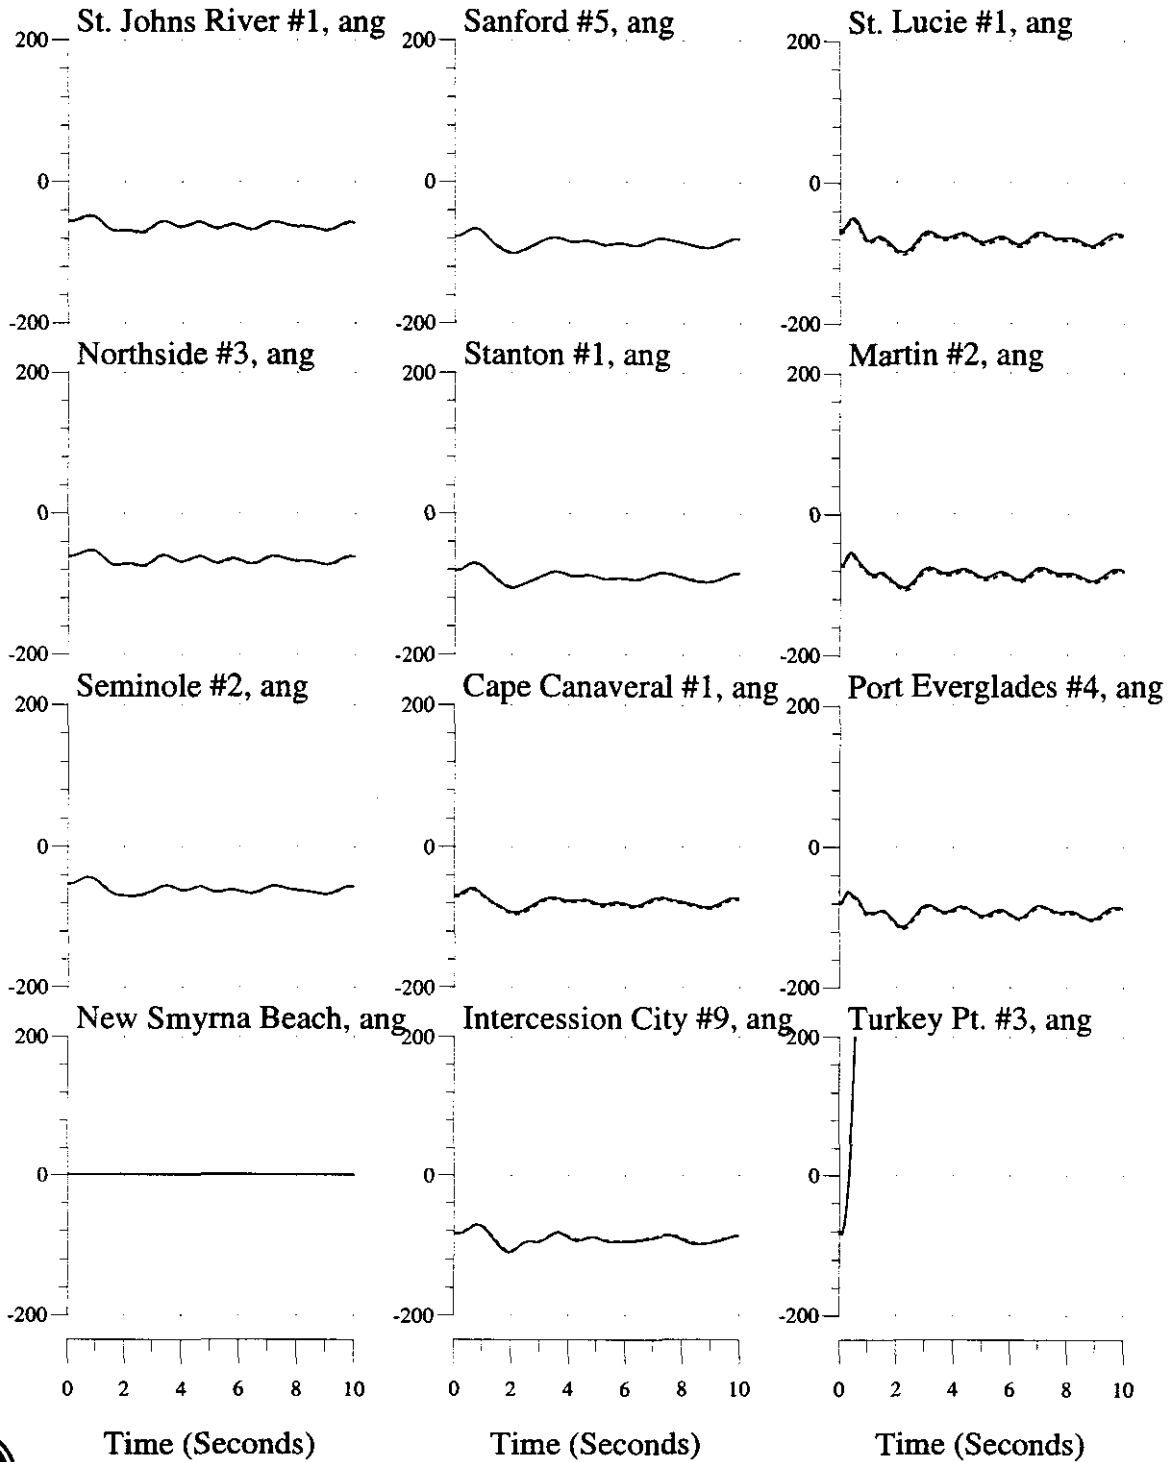 St. Johns River #1, ang
Sanford #5, ang
St. Lucie #1, ang
200
0
-200
200
0
-200
200
0
-200
Northside #3, ang
Stanton #1, ang
Martin #2, ang
200
0
-200
200
0
-200
200
0
-200
Seminole #2, ang
Cape Canaveral #1, ang
Port Everglades #4, ang
200
0
-200
200
0
-200
200
0
-200
New Smyrna Beach, ang
Intercession City #9, ang
Turkey Pt. #3, ang
200
0
-200
200
0
-200
200
0
-200
0 2 4 6 8 10
0 2 4 6 8 10
0 2 4 6 8 10
Time (Seconds)
Time (Seconds)
Time (Seconds)